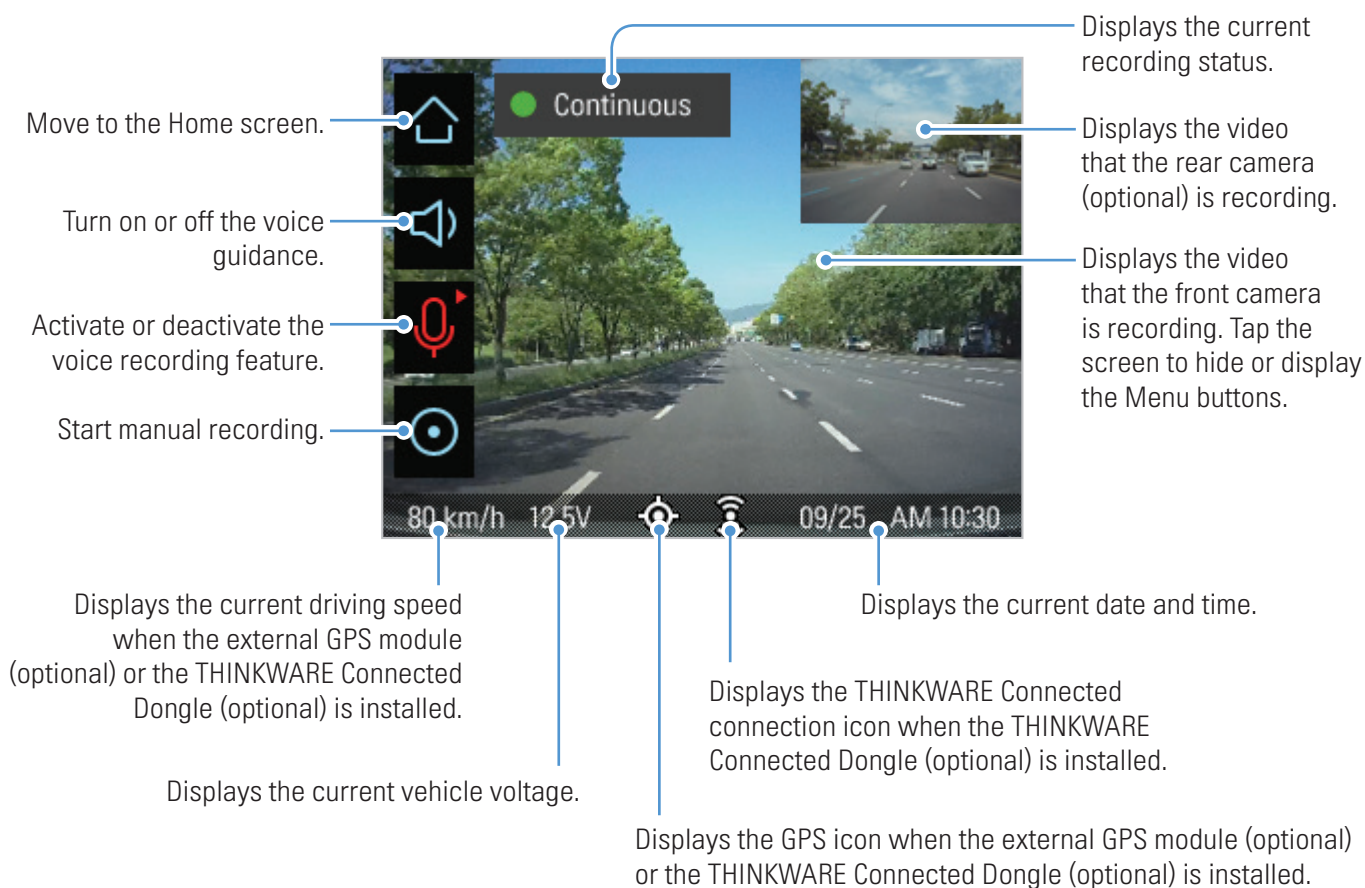 Displays the current
recording status.
Continuous
Move to the Home screen.
Displays the video
that the rear camera
(optional) is recording.
Turn on or off the voice
guidance.
Displays the video
that the front camera
is recording. Tap the
screen to hide or display
the Menu buttons.
Activate or deactivate the
voice recording feature.
Start manual recording.
80 km/h 12.5V 09/25 AM 10:30
Displays the current driving speed
when the external GPS module
(optional) or the THINKWARE Connected
Dongle (optional) is installed.
Displays the current date and time.
Displays the THINKWARE Connected
connection icon when the THINKWARE
Connected Dongle (optional) is installed.
Displays the current vehicle voltage.
Displays the GPS icon when the external GPS module (optional)
or the THINKWARE Connected Dongle (optional) is installed.